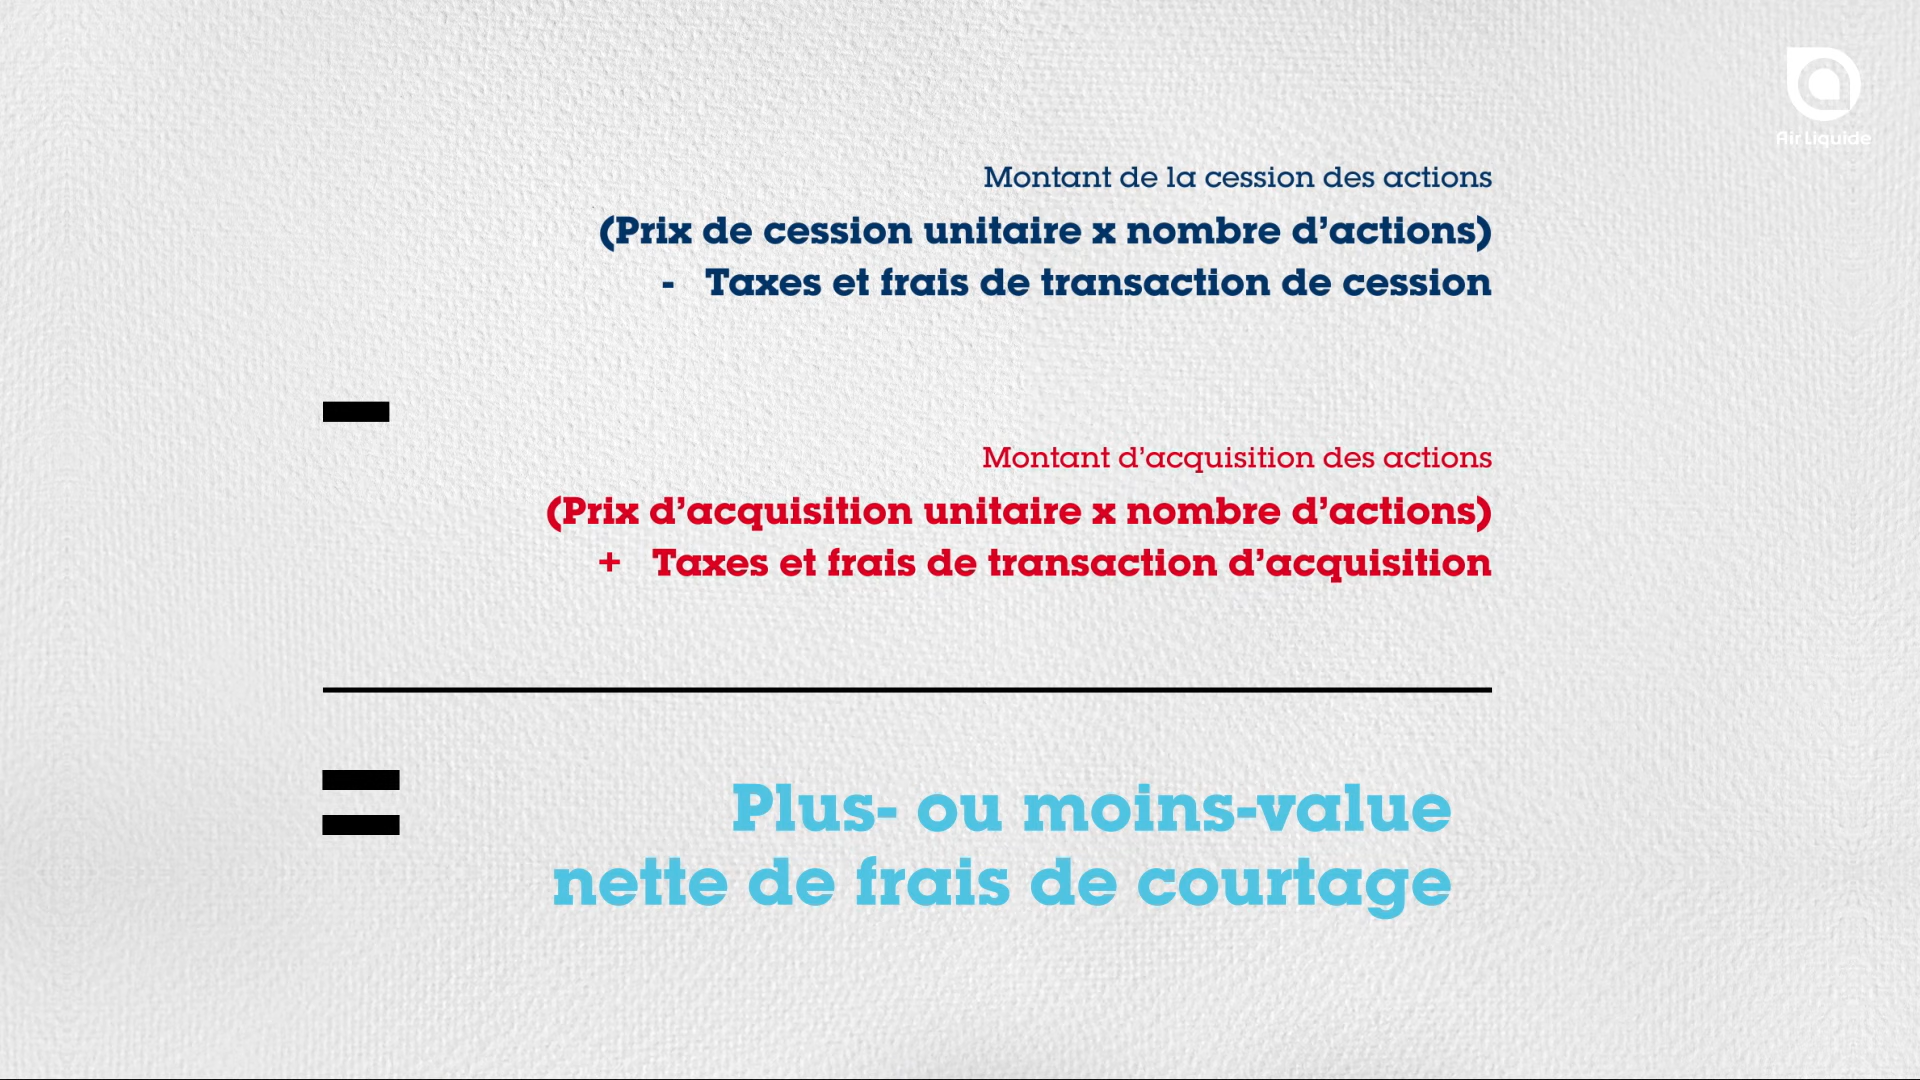 Air Liquide
Montant de la cession des actions
(Prix de cession unitaire x nombre d’actions)
- Taxes et frais de transaction de cession
-
Montant d’acquisition des actions
(Prix d’acquisition unitaire x nombre d’actions)
+ Taxes et frais de transaction d’acquisition
=
Plus- ou moins-value
nette de frais de courtage